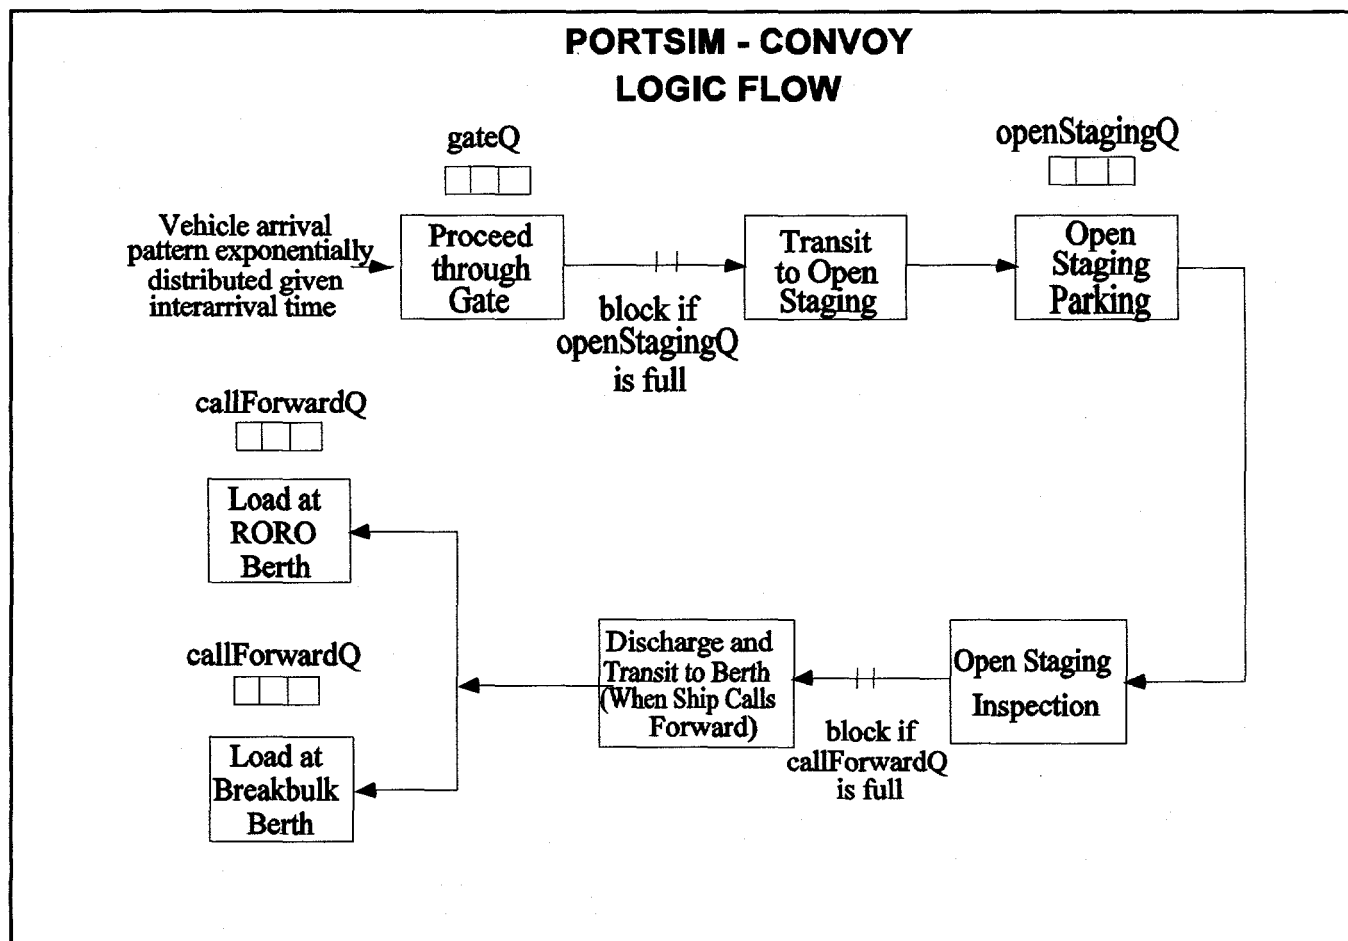 PORTSIM - CONVOY
LOGIC FLOW
gateQ
openStagingQ
Vehicle arrival
pattern exponentially
distributed given
interarrival time
Proceed
through
Gate
block if
openStagingQ
is full
Transit
to Open
Staging
Open
Staging
Parking
callForwardQ
Load at
RORO
Berth
callForwardQ
Load at
Breakbulk
Berth
Discharge and
Transit to Berth
(When Ship Calls
Forward)
block if
callForwardQ
is full
Open Staging
Inspection